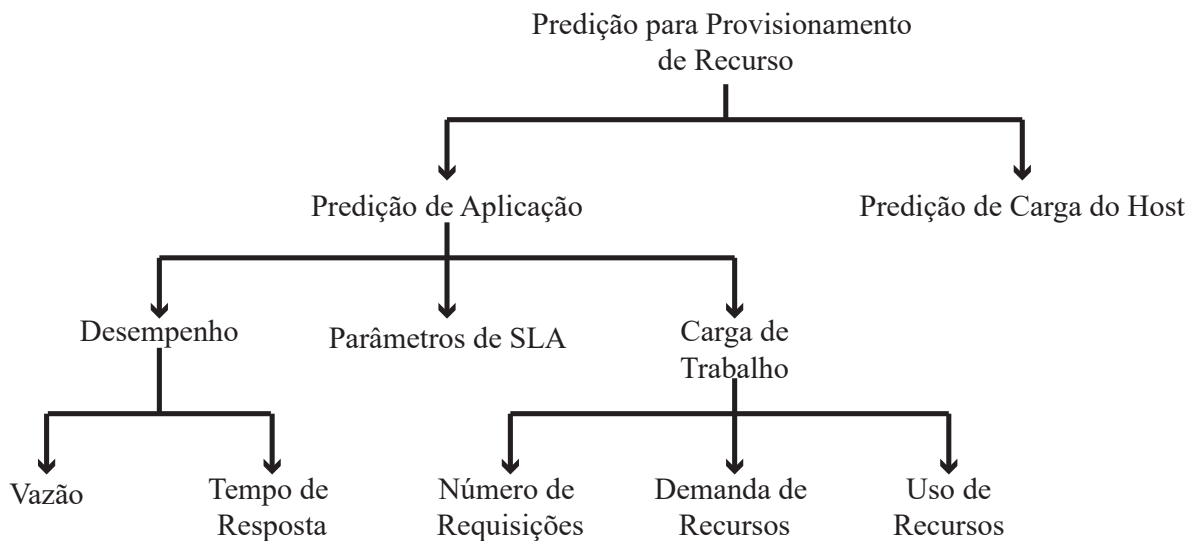 Predição para Provisionamento
de Recurso
Predição de Aplicação
Predição de Carga do Host
Desempenho
Parâmetros de SLA
Carga de
Trabalho
Vazão
Tempo de
Resposta
Número de
Requisições
Demanda de
Recursos
Uso de
Recursos